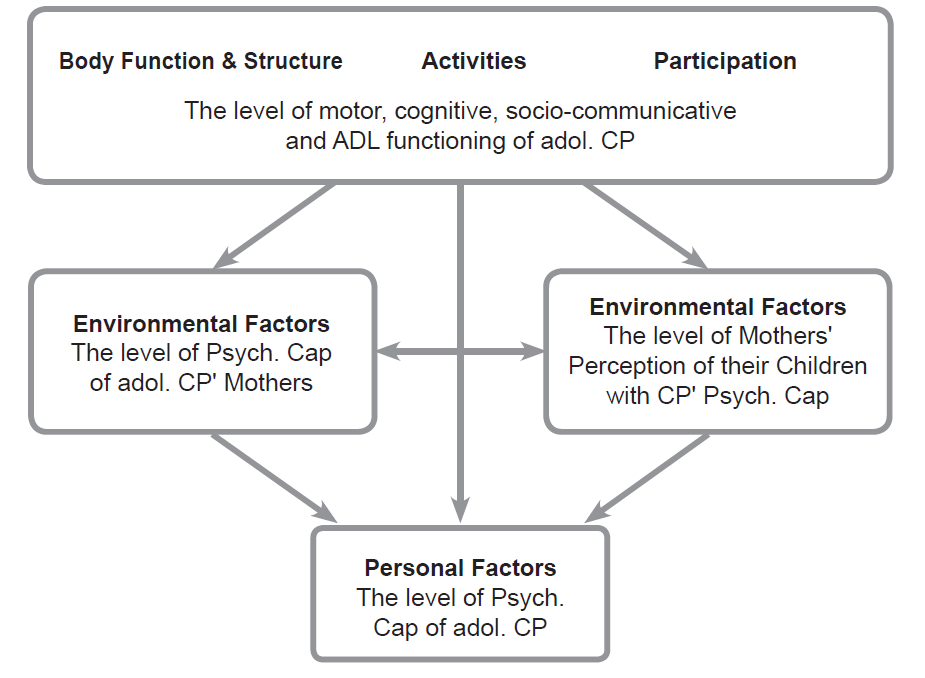 Body Function & Structure Activities Participation
The level of motor, cognitive, socio-communicative
and ADL functioning of adol. CP
Environmental Factors
The level of Psych. Cap
of adol. CP' Mothers
Environmental Factors
The level of Mothers'
Perception of their Children
with CP' Psych. Cap
Personal Factors
The level of Psych.
Cap of adol. CP